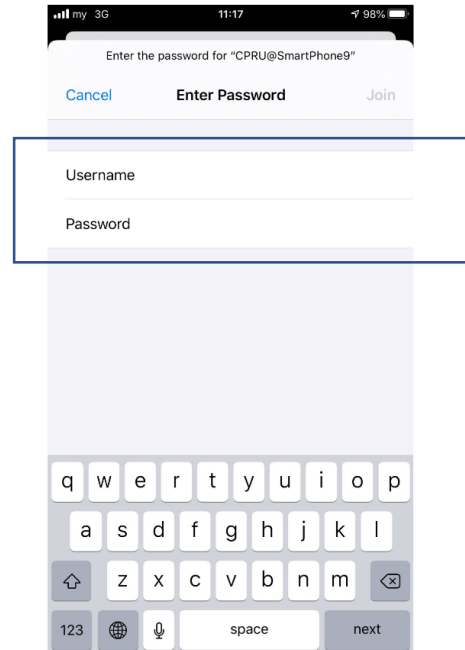 my 3G 11:17 98%
Enter the password for “CPRU@SmartPhone9”
Cancel Enter Password Join
Username
Password
q w e r t y u i o p
a s d f g h j k l
z x c v b n m
123 space next